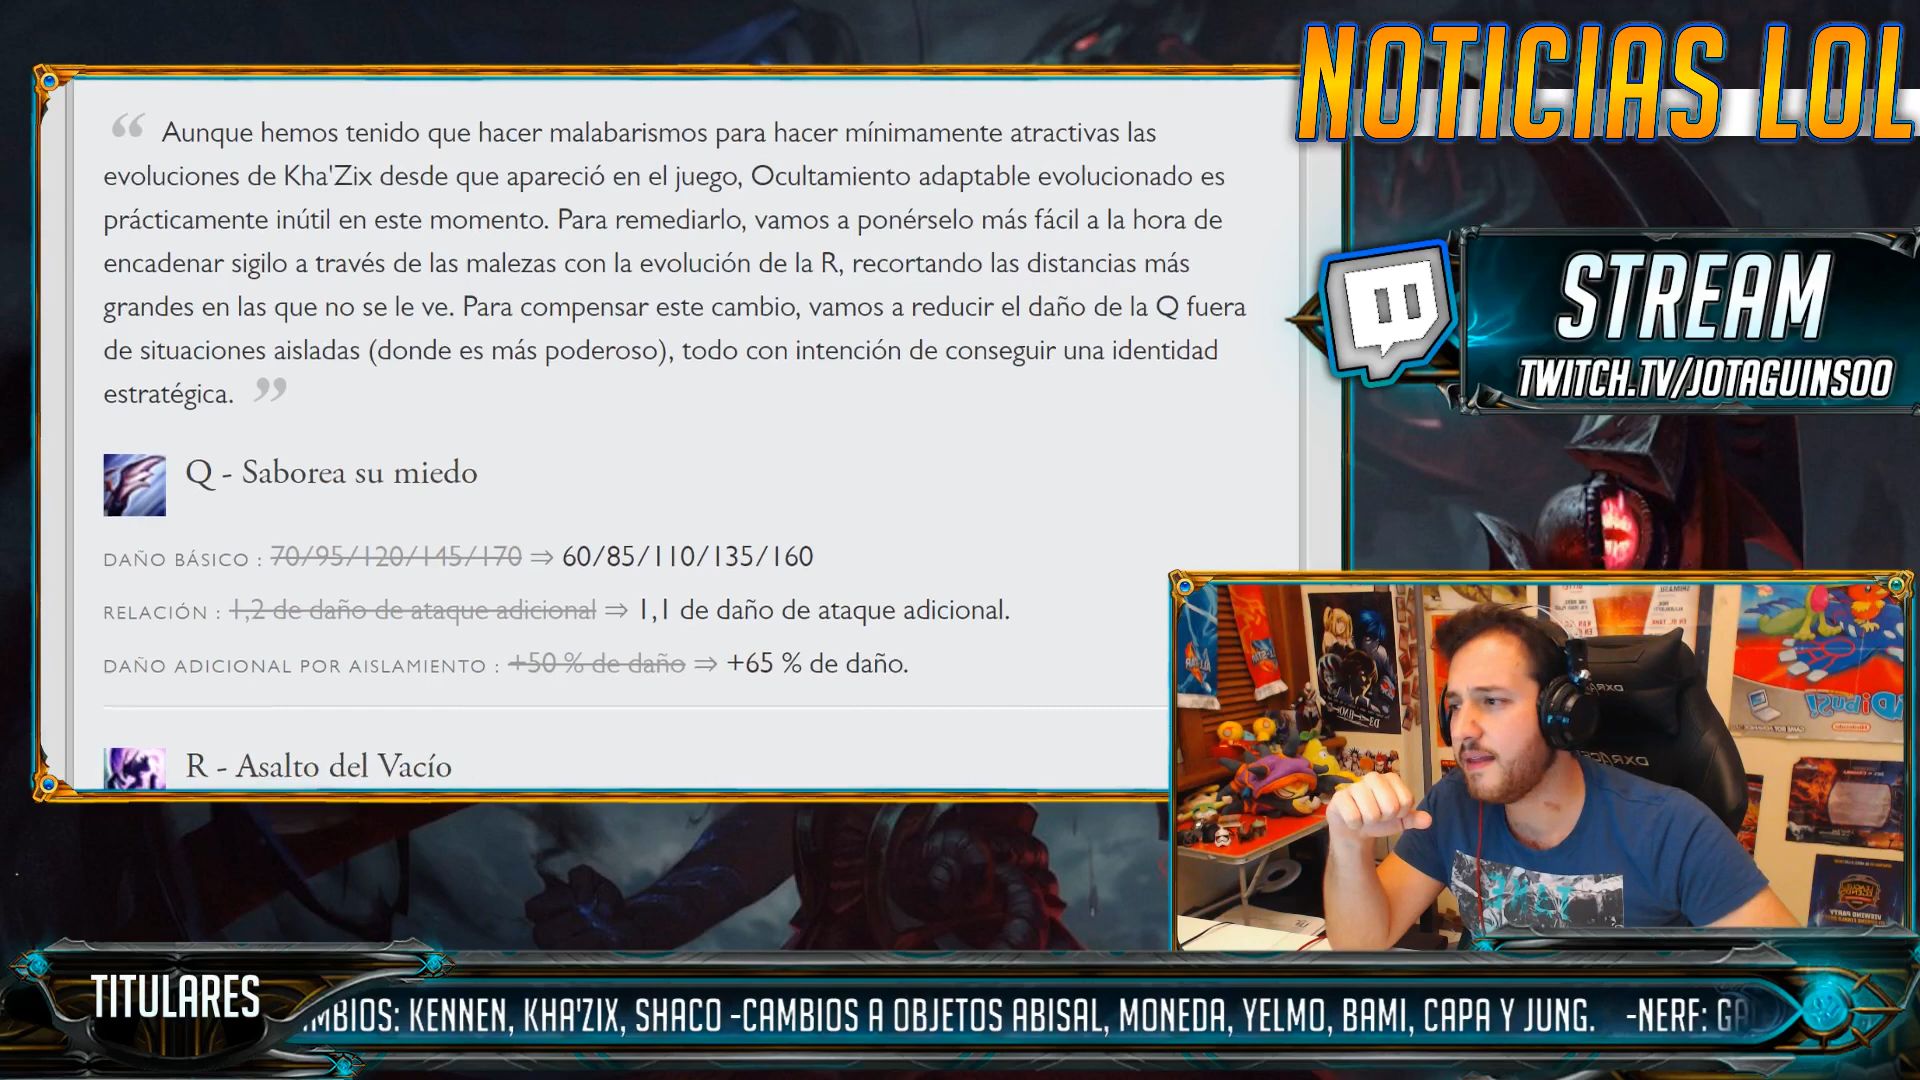 NOTICIAS LOL
“ Aunque hemos tenido que hacer malabarismos para hacer mínimamente atractivas las
evoluciones de Kha'Zix desde que apareció en el juego, Ocultamiento adaptable evolucionado es
prácticamente inútil en este momento. Para remediarlo, vamos a ponérselo más fácil a la hora de
encadenar sigilo a través de las malezas con la evolución de la R, recortando las distancias más
grandes en las que no se le ve. Para compensar este cambio, vamos a reducir el daño de la Q fuera
de situaciones aisladas (donde es más poderoso), todo con intención de conseguir una identidad
estratégica. ”
STREAM
TWITCH.TV/JOTAGUINSOO
Q - Saborea su miedo
DAÑO BÁSICO : 70/95/120/145/170 ⇒ 60/85/110/135/160
RELACIÓN : 1,2 de daño de ataque adicional ⇒ 1,1 de daño de ataque adicional.
DAÑO ADICIONAL POR AISLAMIENTO : +50 % de daño ⇒ +65 % de daño.
R - Asalto del Vacío
DXRACER
TITULARES
MBIOS: KENNEN, KHA'ZIX, SHACO -CAMBIOS A OBJETOS ABISAL, MONEDA, YELMO, BAMI, CAPA Y JUNG. -NERF: GA